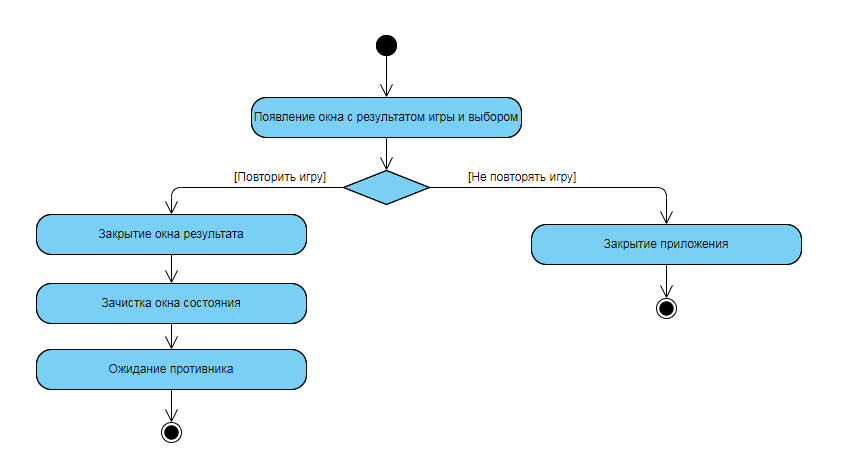 Появление окна с результатом игры и выбором
[Повторить игру]
[Не повторять игру]
Закрытие окна результата
Закрытие приложения
Зачистка окна состояния
Ожидание противника